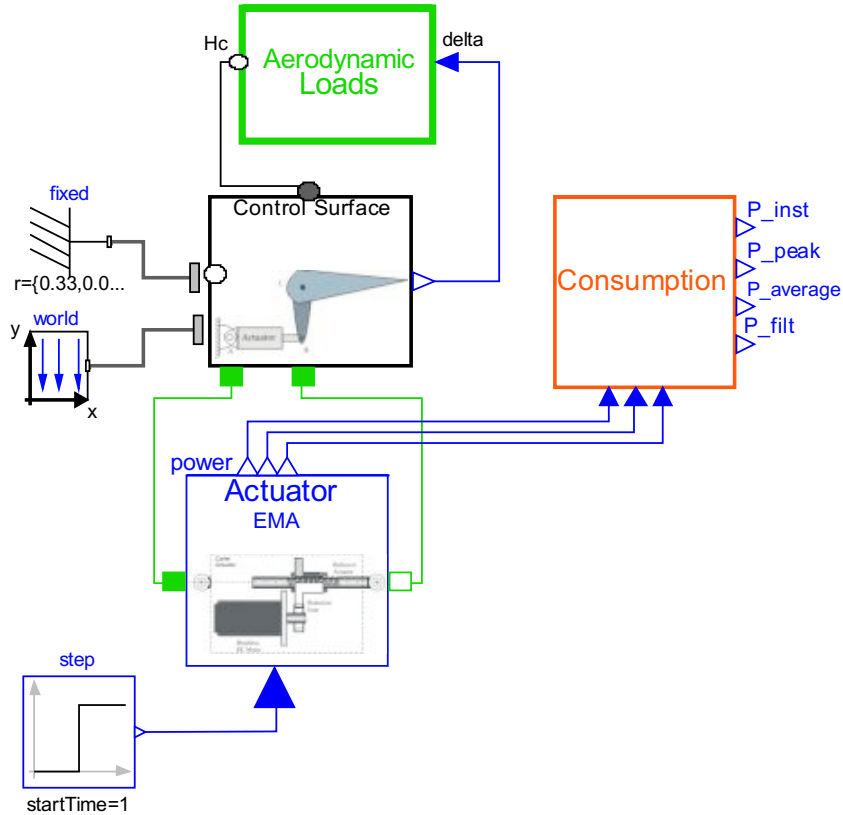 Hc
delta
Aerodynamic
Loads
fixed
Control Surface
r={0.33,0.0...
world
y
x
Actuator
P_inst
P_peak
P_average
P_filt
Consumption
power
Actuator
EMA
step
startTime=1